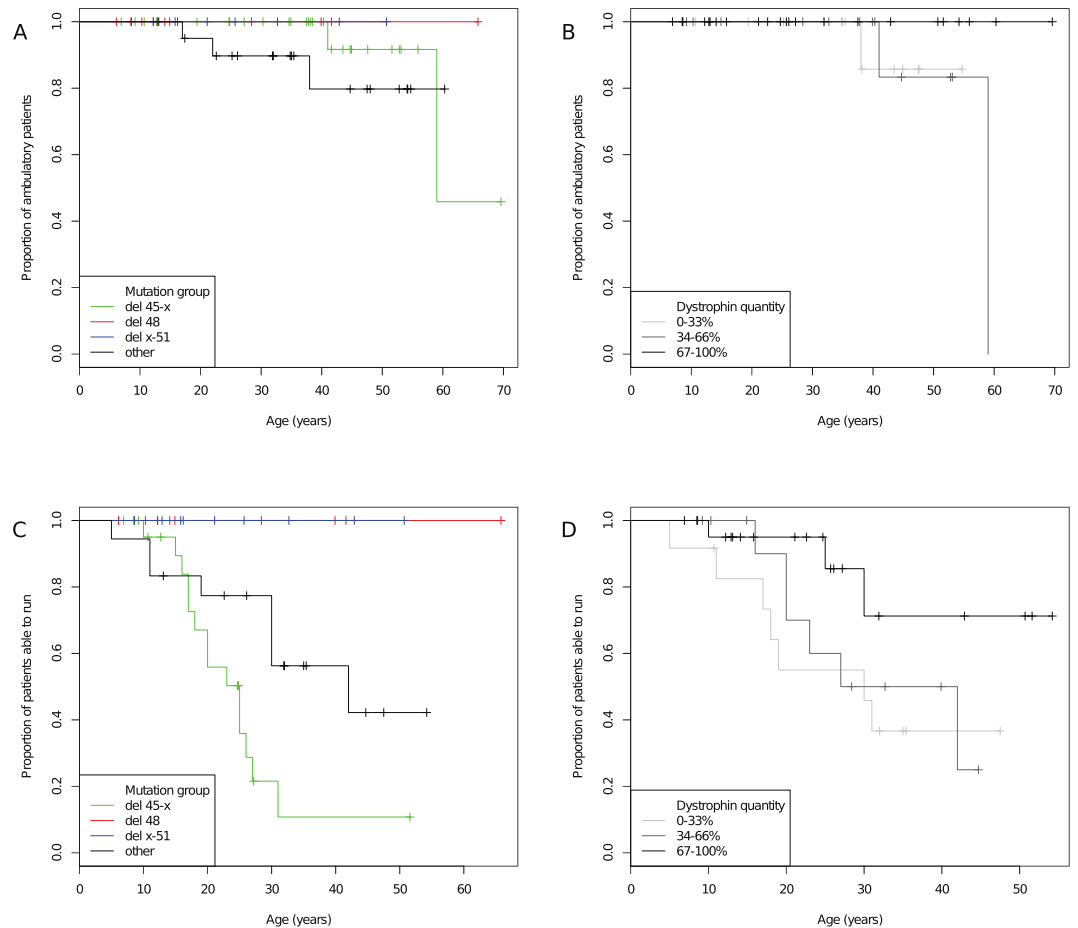 A
Proportion of ambulatory patients
1.0
0.8
0.6
0.4
0.2
0.0
Mutation group
del 45-x
del 48
del x-51
other
0 10 20 30 40 50 60 70
Age (years)
B
Proportion of ambulatory patients
1.0
0.8
0.6
0.4
0.2
0.0
Dystrophin quantity
0-33%
34-66%
67-100%
0 10 20 30 40 50 60 70
Age (years)
C
Proportion of patients able to run
1.0
0.8
0.6
0.4
0.2
0.0
Mutation group
del 45-x
del 48
del x-51
other
0 10 20 30 40 50 60
Age (years)
D
Proportion of patients able to run
1.0
0.8
0.6
0.4
0.2
0.0
Dystrophin quantity
0-33%
34-66%
67-100%
0 10 20 30 40 50
Age (years)